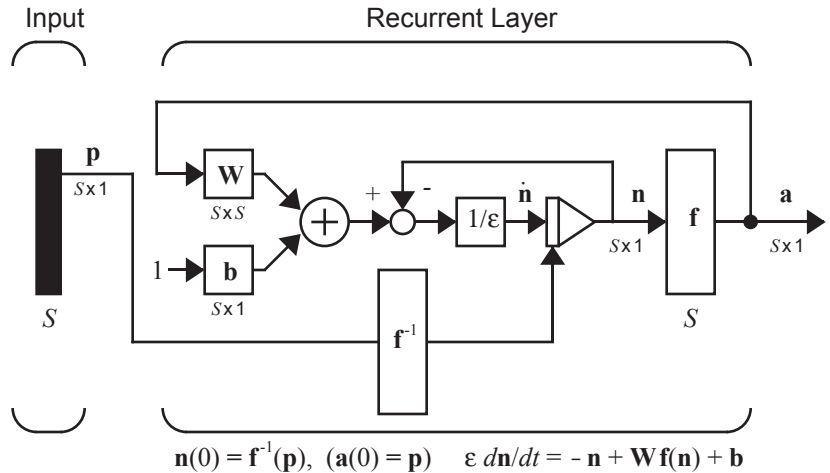 Input
Recurrent Layer
p
S x 1
W
S x S
1
b
S x 1
+
+
-
1/ε
ṅ
n
S x 1
f
a
S x 1
S
f⁻¹
S
n(0) = f⁻¹(p), (a(0) = p) ε dn/dt = - n + W f(n) + b